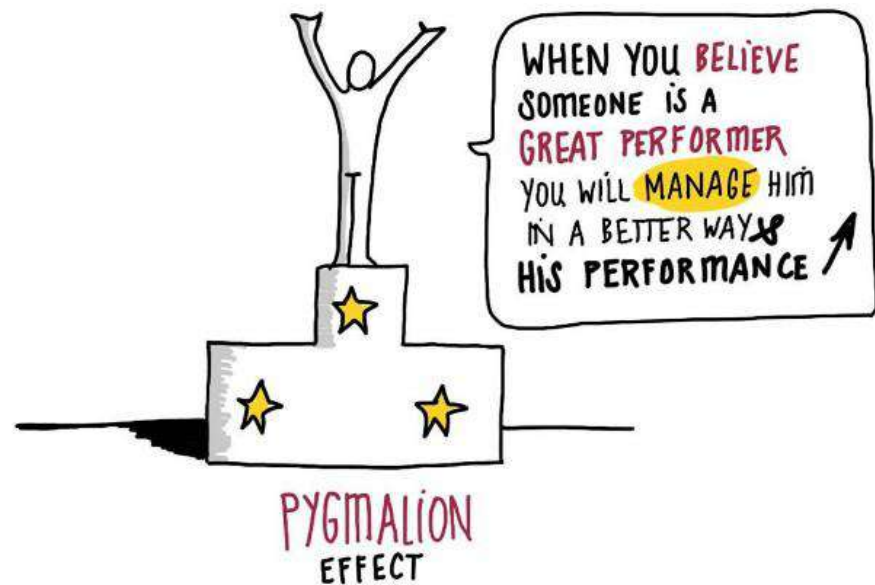 WHEN YOU BELIEVE
SOMEONE IS A
GREAT PERFORMER
YOU WILL MANAGE HIM
IN A BETTER WAY &
HIS PERFORMANCE
PYGMALION
EFFECT